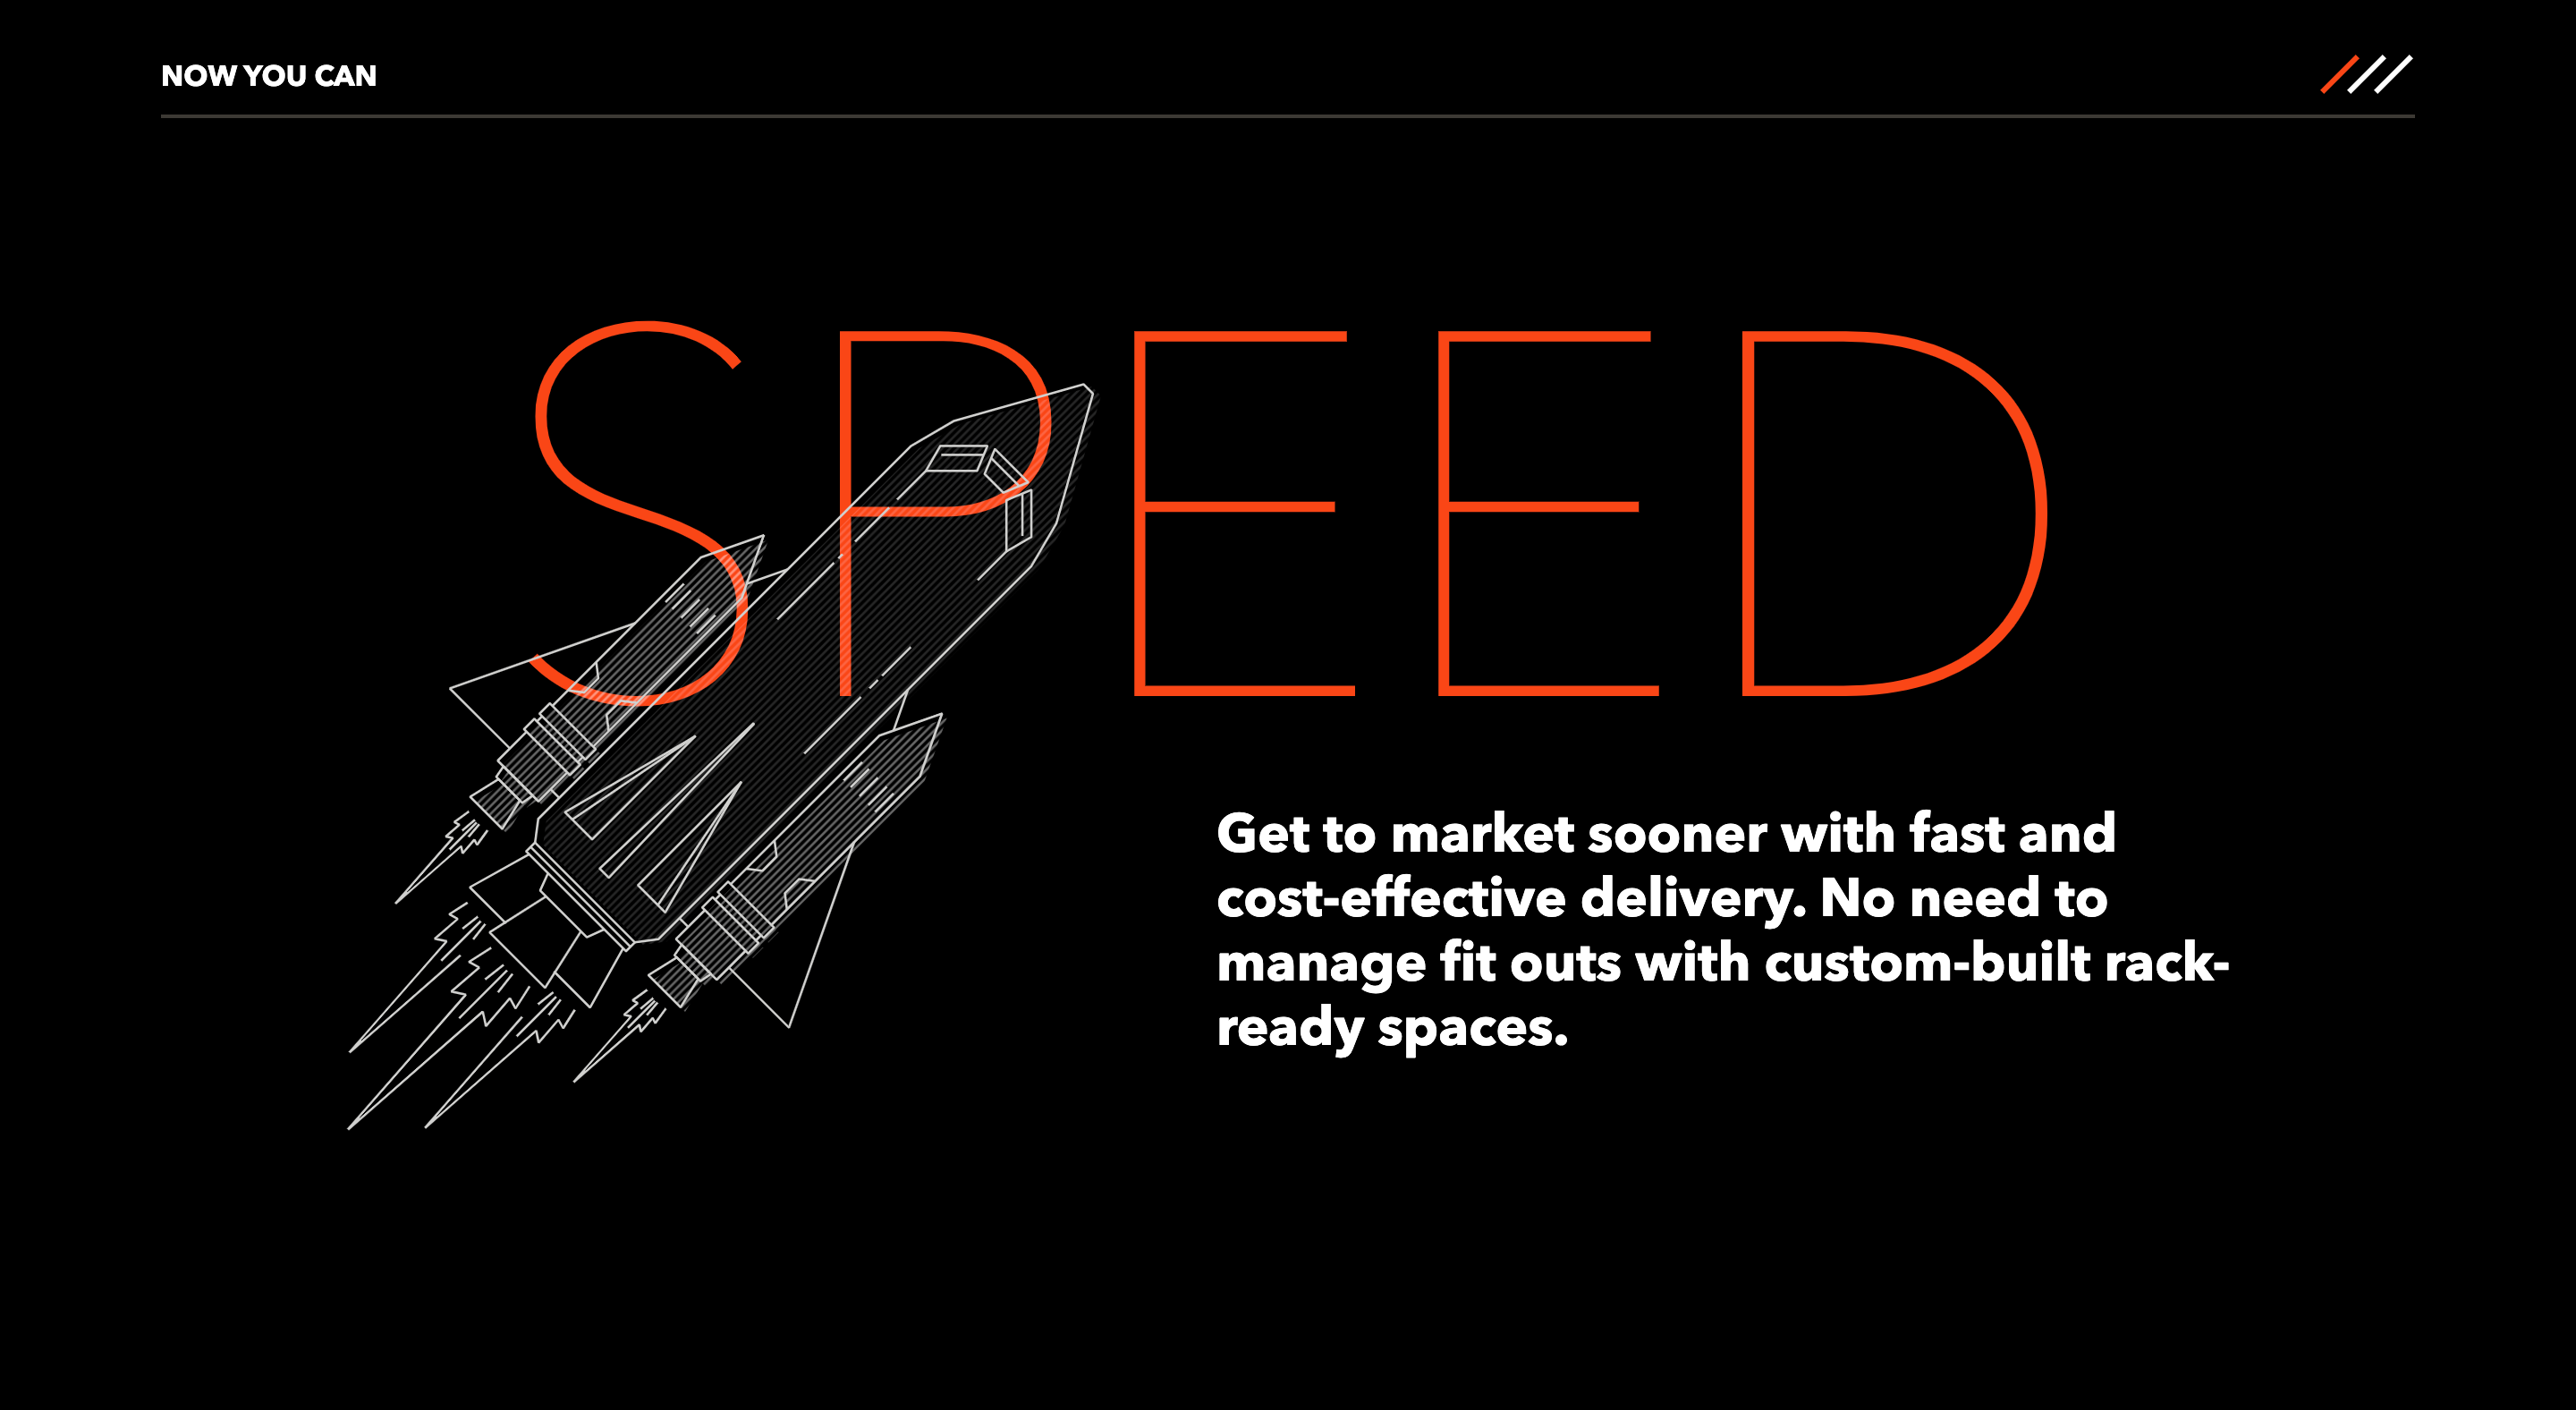 NOW YOU CAN
SPEED
Get to market sooner with fast and
cost-effective delivery. No need to
manage fit outs with custom-built rack-
ready spaces.